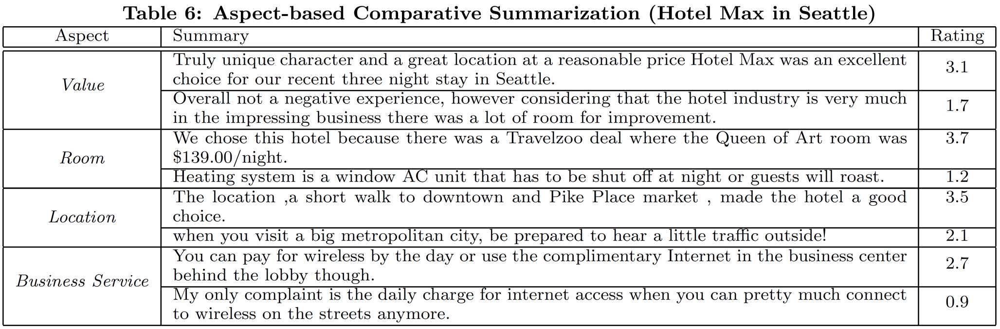 Table 6: Aspect-based Comparative Summarization (Hotel Max in Seattle)
Aspect Summary Rating
Value
Truly unique character and a great location at a reasonable price Hotel Max was an excellent
choice for our recent three night stay in Seattle.
3.1
Overall not a negative experience, however considering that the hotel industry is very much
in the impressing business there was a lot of room for improvement.
1.7
Room
We chose this hotel because there was a Travelzoo deal where the Queen of Art room was
$139.00/night.
3.7
Heating system is a window AC unit that has to be shut off at night or guests will roast.
1.2
Location
The location ,a short walk to downtown and Pike Place market , made the hotel a good
choice.
3.5
when you visit a big metropolitan city, be prepared to hear a little traffic outside!
2.1
Business Service
You can pay for wireless by the day or use the complimentary Internet in the business center
behind the lobby though.
2.7
My only complaint is the daily charge for internet access when you can pretty much connect
to wireless on the streets anymore.
0.9